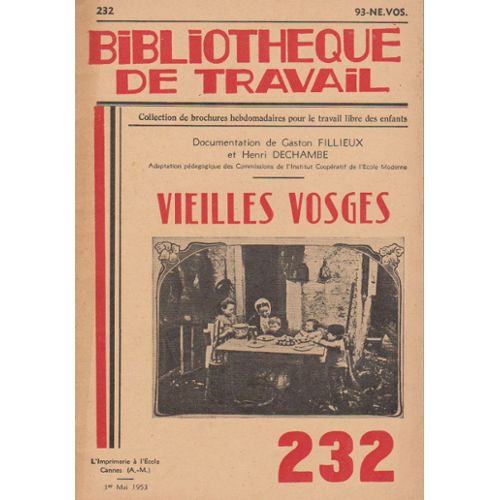 232 93-NE.VOS.
BIBLIOTHEQUE
DE TRAVAIL
Collection de brochures hebdomadaires pour le travail libre des enfants
Documentation de Gaston FILLIEUX
et Henri DECHAMBE
Adaptation pédagogique des Commissions de l'Institut Coopératif de l'Ecole Moderne
VIEILLES VOSGES
L'Imprimerie à l'Ecole
Cannes (A.-M.)
1er Mai 1953
232